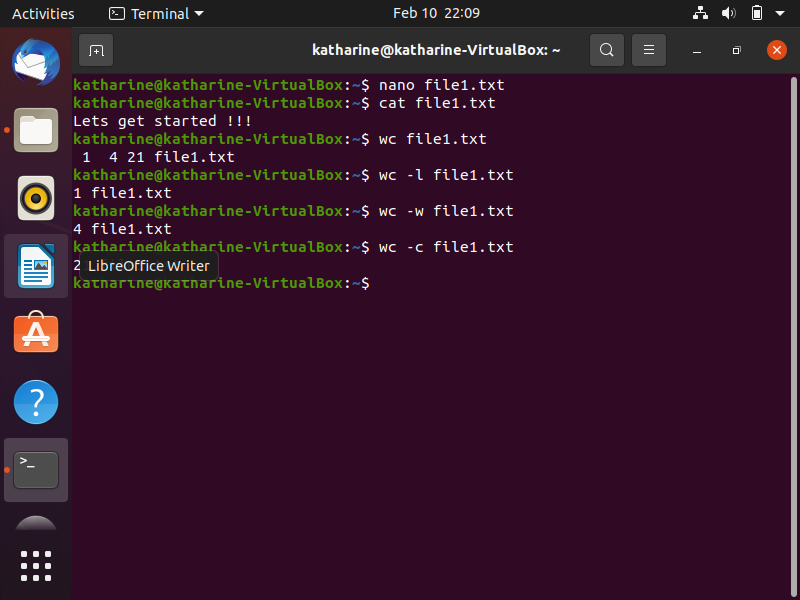 Activities Terminal Feb 10 22:09
katharine@katharine-VirtualBox: ~
katharine@katharine-VirtualBox:~$ nano file1.txt
katharine@katharine-VirtualBox:~$ cat file1.txt
Lets get started !!!
katharine@katharine-VirtualBox:~$ wc file1.txt
 1  4 21 file1.txt
katharine@katharine-VirtualBox:~$ wc -l file1.txt
1 file1.txt
katharine@katharine-VirtualBox:~$ wc -w file1.txt
4 file1.txt
katharine@katharine-VirtualBox:~$ wc -c file1.txt
2
LibreOffice Writer
katharine@katharine-VirtualBox:~$